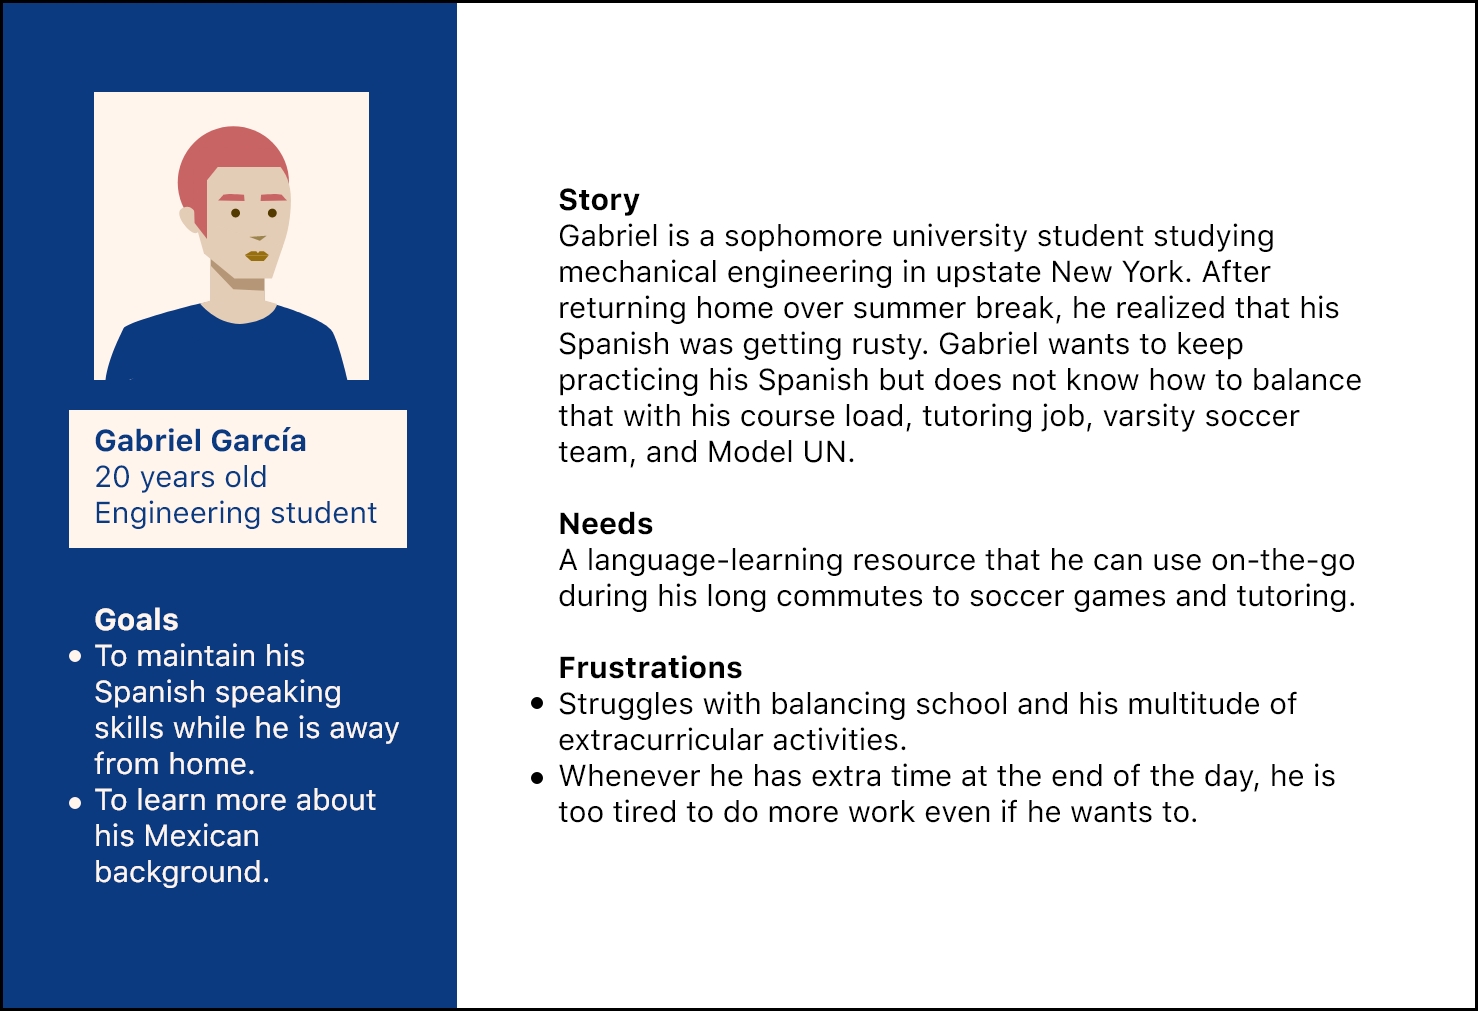 Gabriel García
20 years old
Engineering student
Goals
• To maintain his
Spanish speaking
skills while he is away
from home.
• To learn more about
his Mexican
background.
Story
Gabriel is a sophomore university student studying
mechanical engineering in upstate New York. After
returning home over summer break, he realized that his
Spanish was getting rusty. Gabriel wants to keep
practicing his Spanish but does not know how to balance
that with his course load, tutoring job, varsity soccer
team, and Model UN.
Needs
A language-learning resource that he can use on-the-go
during his long commutes to soccer games and tutoring.
Frustrations
• Struggles with balancing school and his multitude of
extracurricular activities.
• Whenever he has extra time at the end of the day, he is
too tired to do more work even if he wants to.